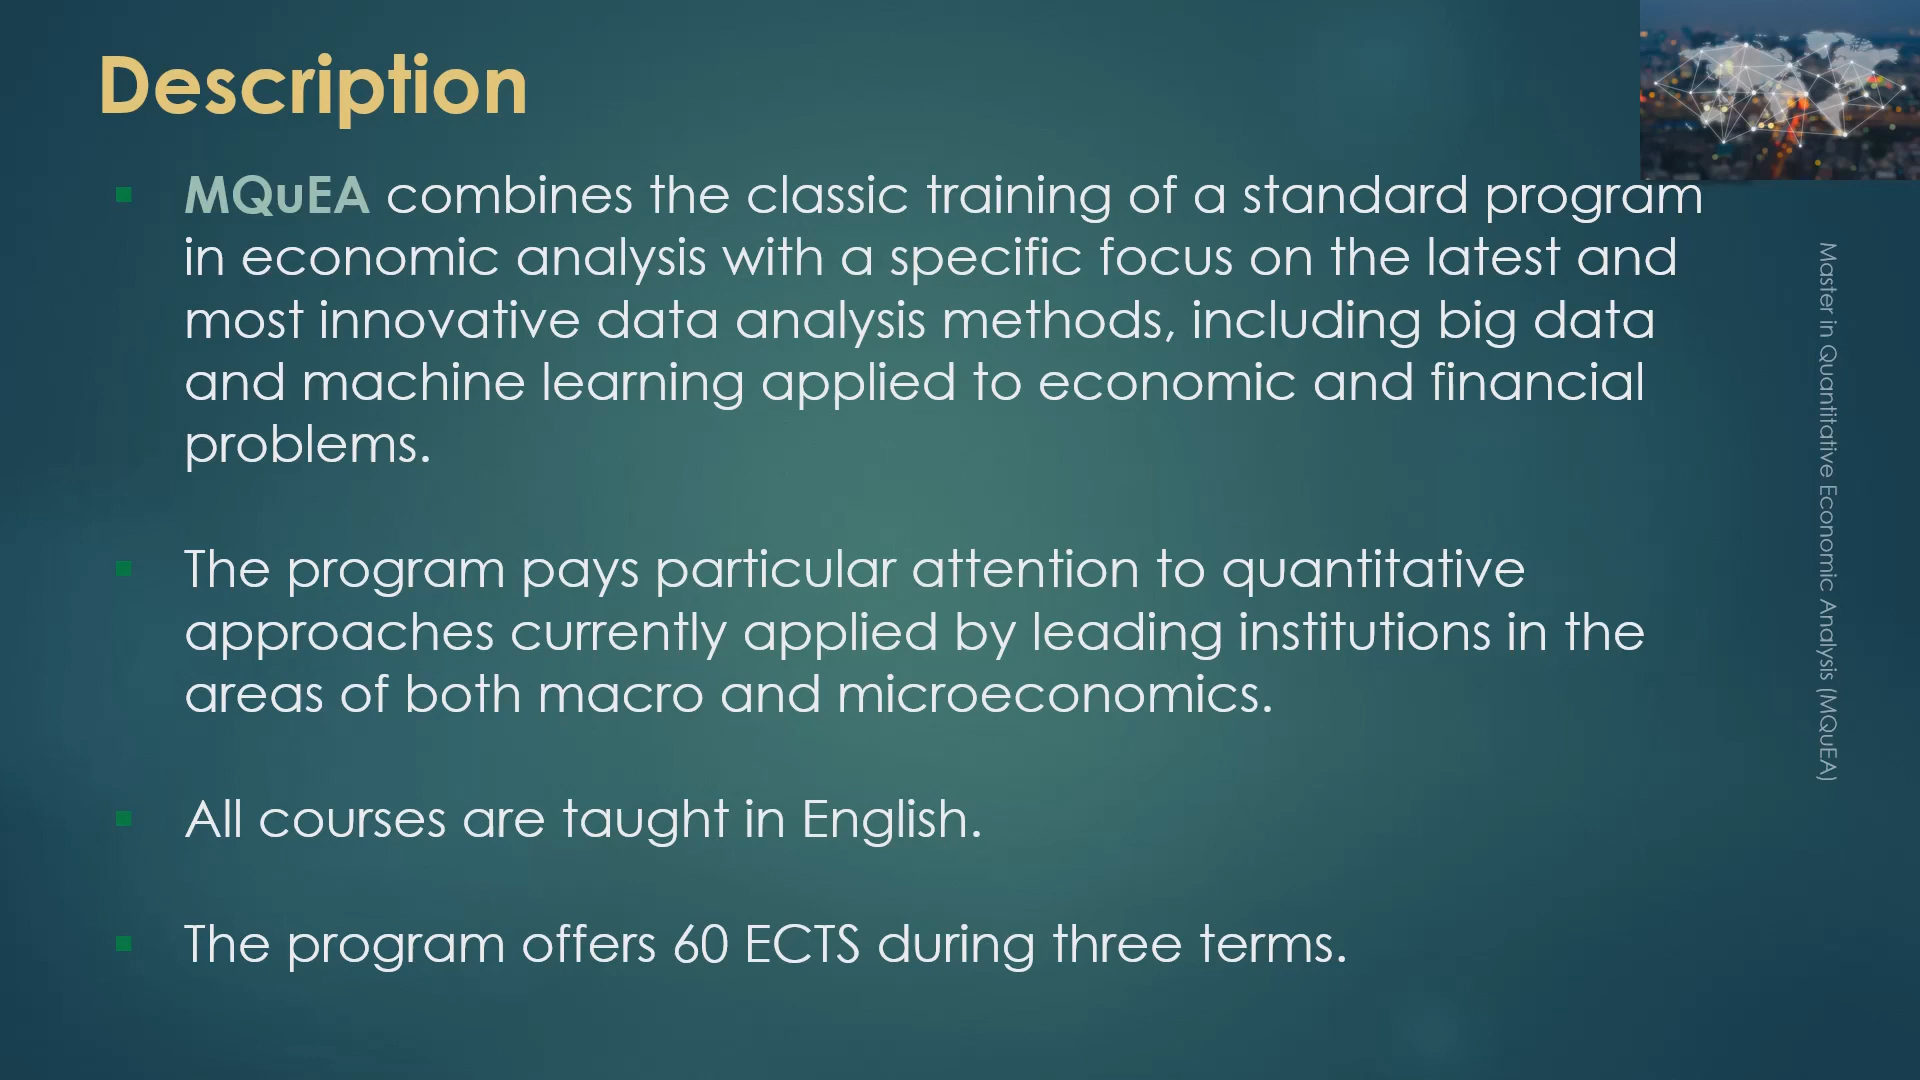 Description
MQuEA combines the classic training of a standard program
in economic analysis with a specific focus on the latest and
most innovative data analysis methods, including big data
and machine learning applied to economic and financial
problems.
The program pays particular attention to quantitative
approaches currently applied by leading institutions in the
areas of both macro and microeconomics.
All courses are taught in English.
The program offers 60 ECTS during three terms.
Master in Quantitative Economic Analysis (MQuEA)